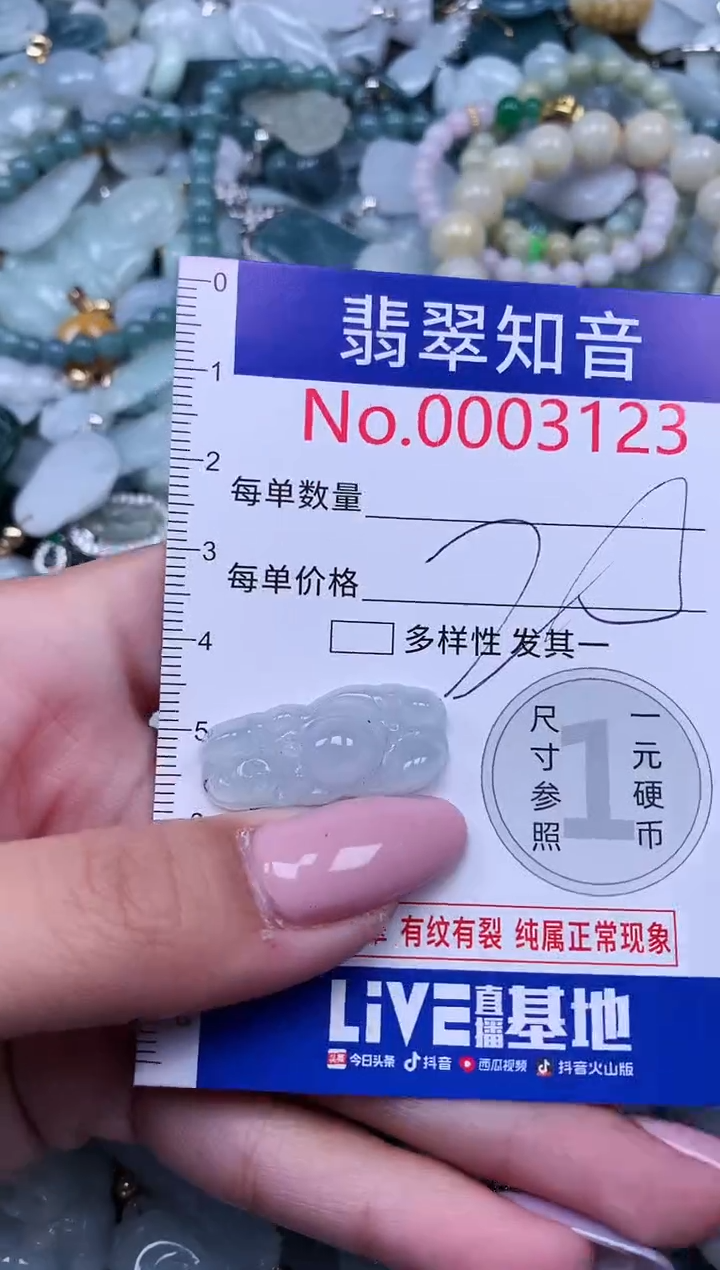 0
翡翠知音
1
No.0003123
2
每单数量
3
每单价格
4
多样性 发其一
5
尺寸参照
1
一元硬币
有纹有裂 纯属正常现象
LiVE直播基地
今日头条 抖音 西瓜视频 抖音火山版